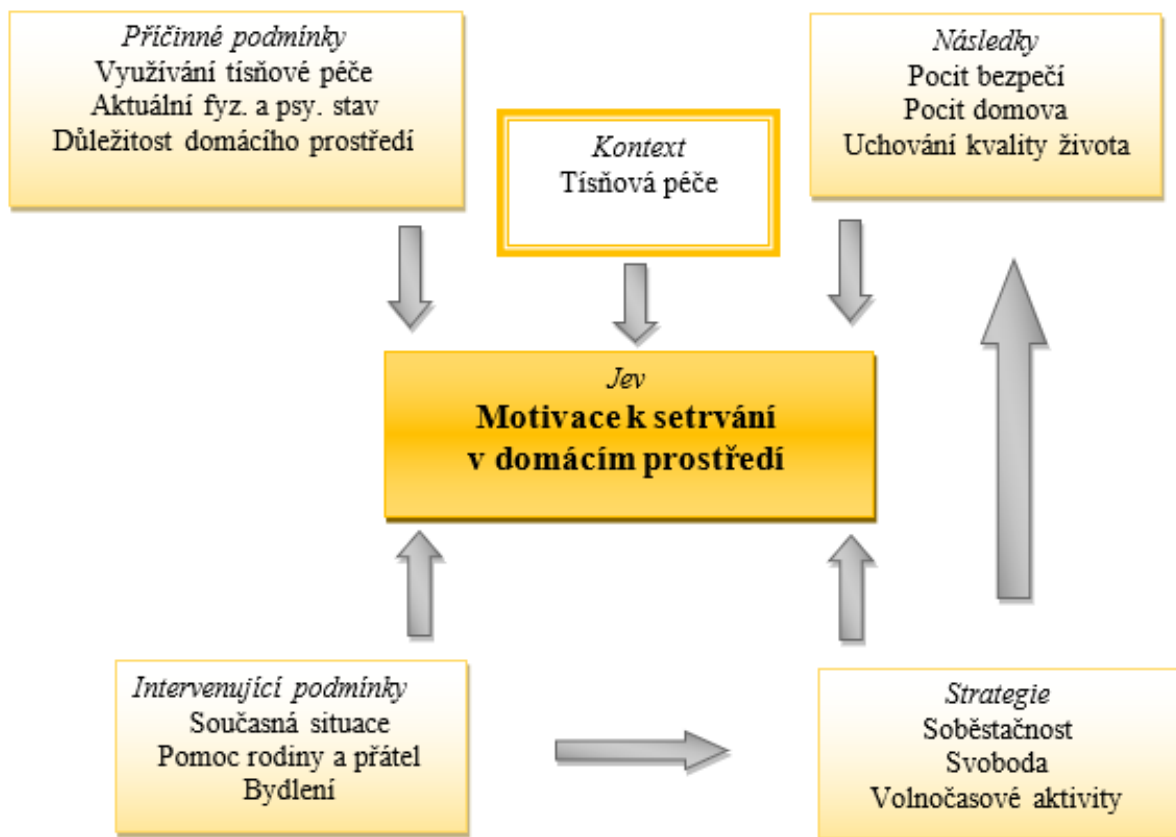 Příčinné podmínky
Využívání tísňové péče
Aktuální fyz. a psy. stav
Důležitost domácího prostředí
Kontext
Tísňová péče
Následky
Pocit bezpečí
Pocit domova
Uchování kvality života
Jev
Motivace k setrvání
v domácím prostředí
Intervenující podmínky
Současná situace
Pomoc rodiny a přátel
Bydlení
Strategie
Soběstačnost
Svoboda
Volnočasové aktivity